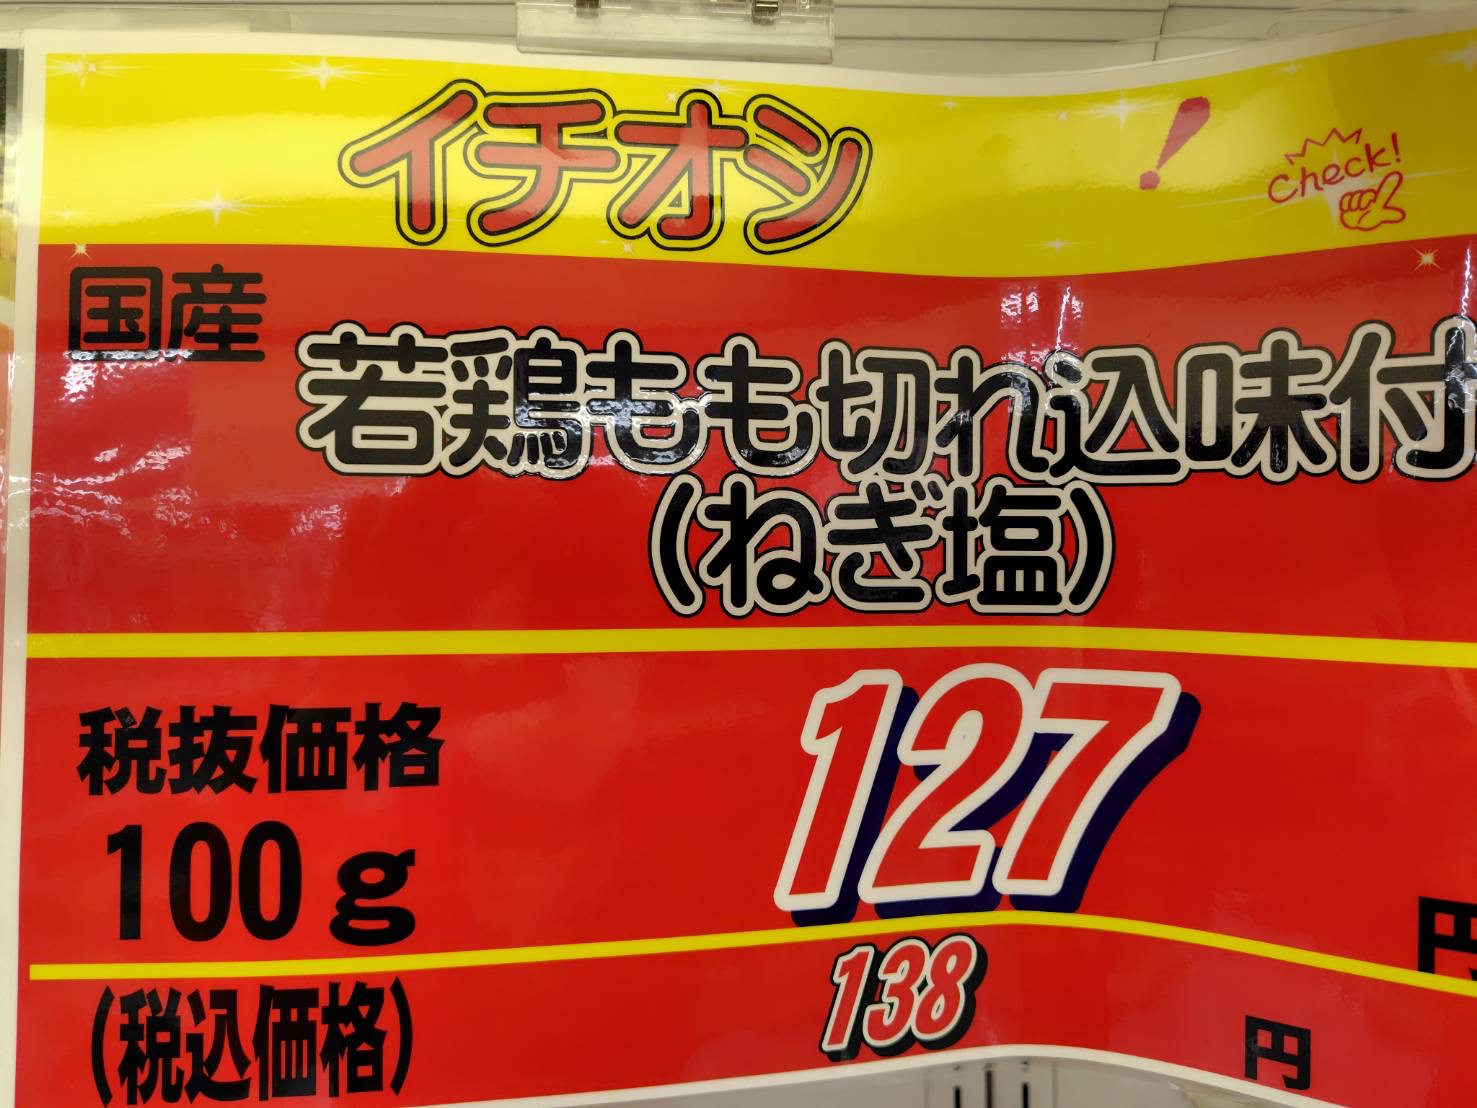 イチオシ！
Check!
国産
若鶏もも切れ込味付
(ねぎ塩)
税抜価格
100g
127
円
(税込価格)
138
円